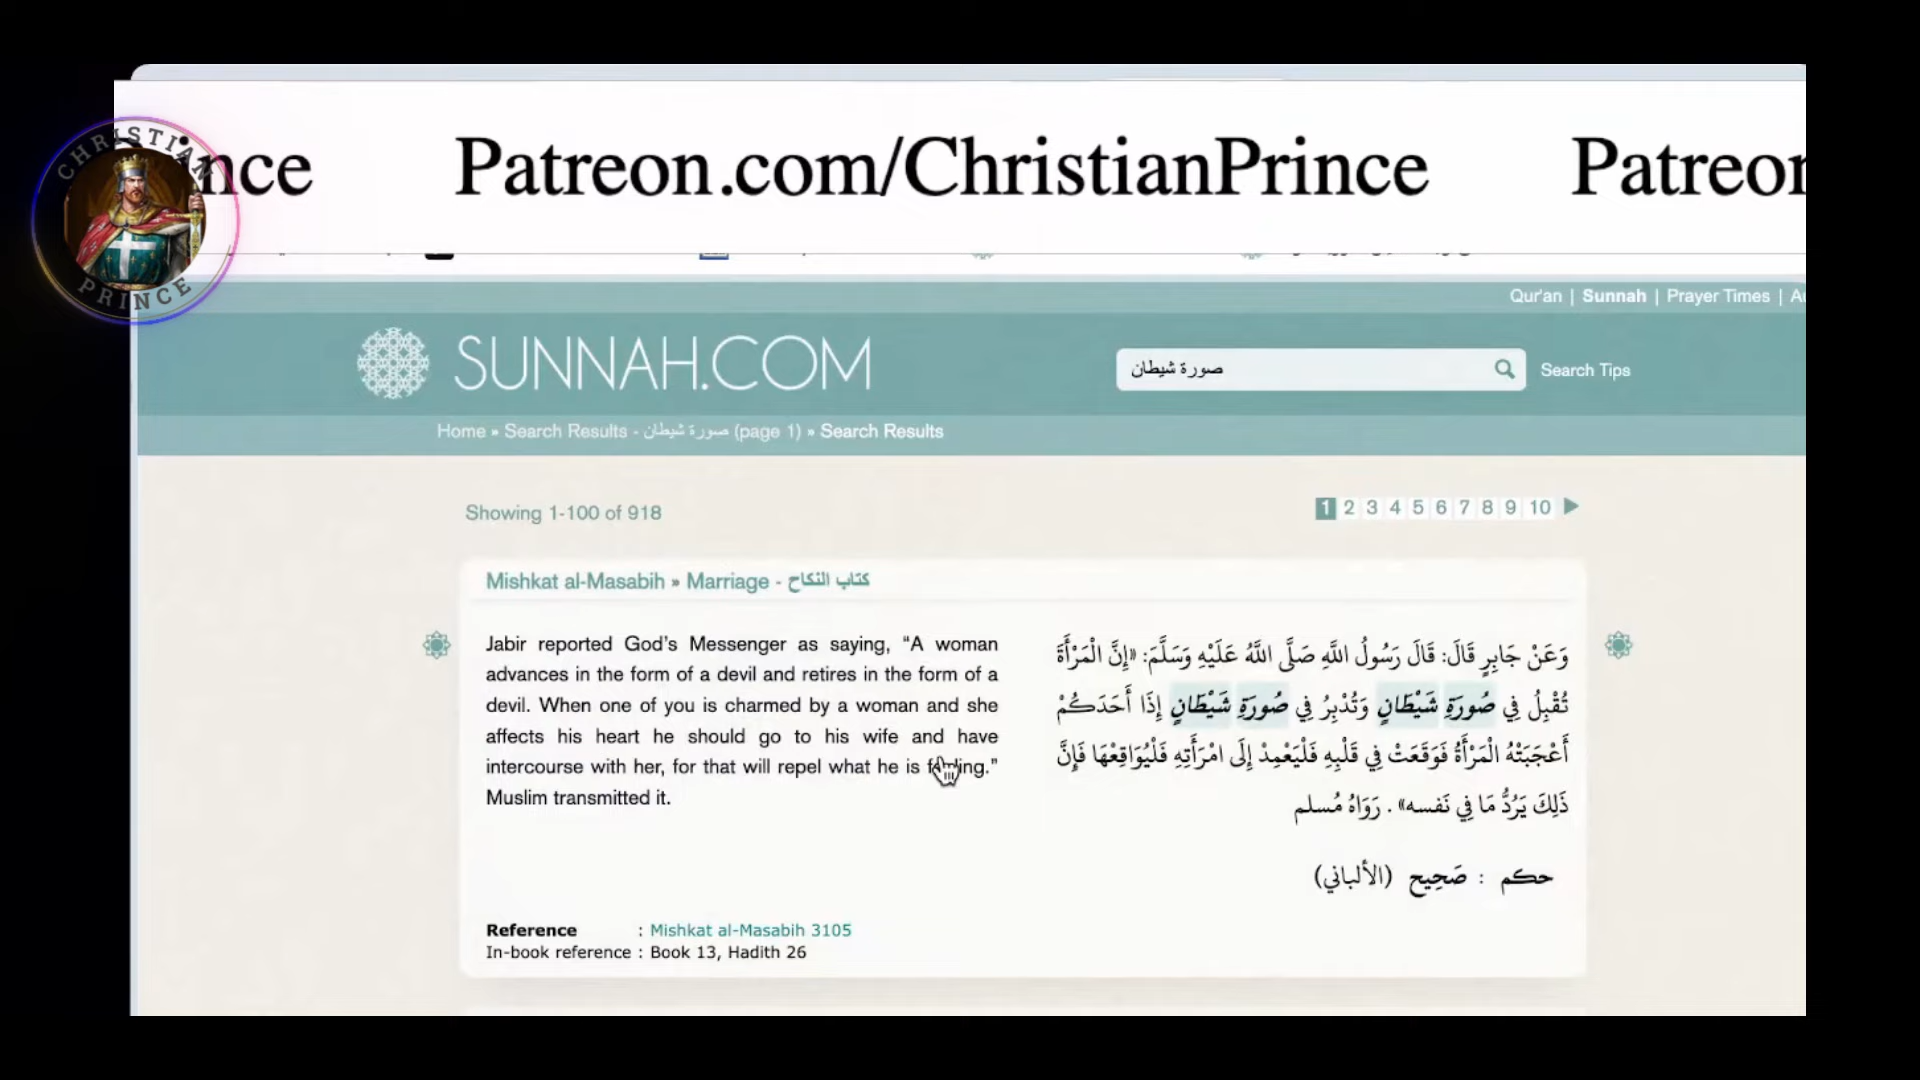 ince Patreon.com/ChristianPrince Patreon
CHRISTIAN
PRINCE
Qur'an | Sunnah | Prayer Times | Au
SUNNAH.COM
صورة شيطان
Search Tips
Home » Search Results - صورة شيطان (page 1) » Search Results
Showing 1-100 of 918
1 2 3 4 5 6 7 8 9 10
Mishkat al-Masabih » Marriage - كتاب النكاح
Jabir reported God's Messenger as saying, “A woman
advances in the form of a devil and retires in the form of a
devil. When one of you is charmed by a woman and she
affects his heart he should go to his wife and have
intercourse with her, for that will repel what he is
Muslim transmitted it.
وَعَنْ جَابِرٍ قَالَ: قَالَ رَسُولُ اللَّهِ صَلَّى اللَّهُ عَلَيْهِ وَسَلَّمَ: «إِنَّ الْمَرْأَةَ
تُقْبِلُ فِي صُورَةِ شَيْطَانٍ وَتُدْبِرُ فِي صُورَةِ شَيْطَانٍ إِذَا أَحَدَكُمْ
أَعْجَبَتْهُ الْمَرْأَةُ فَوَقَعَتْ فِي قَلْبِهِ فَلْيَعْمِدْ إِلَى امْرَأَتِهِ فَلْيُوَاقِعْهَا فَإِنَّ
ذَلِكَ يَرُدُّ مَا فِي نَفسه» . رَوَاهُ مُسلم
حكم : صَحِيح (الألباني)
Reference : Mishkat al-Masabih 3105
In-book reference : Book 13, Hadith 26